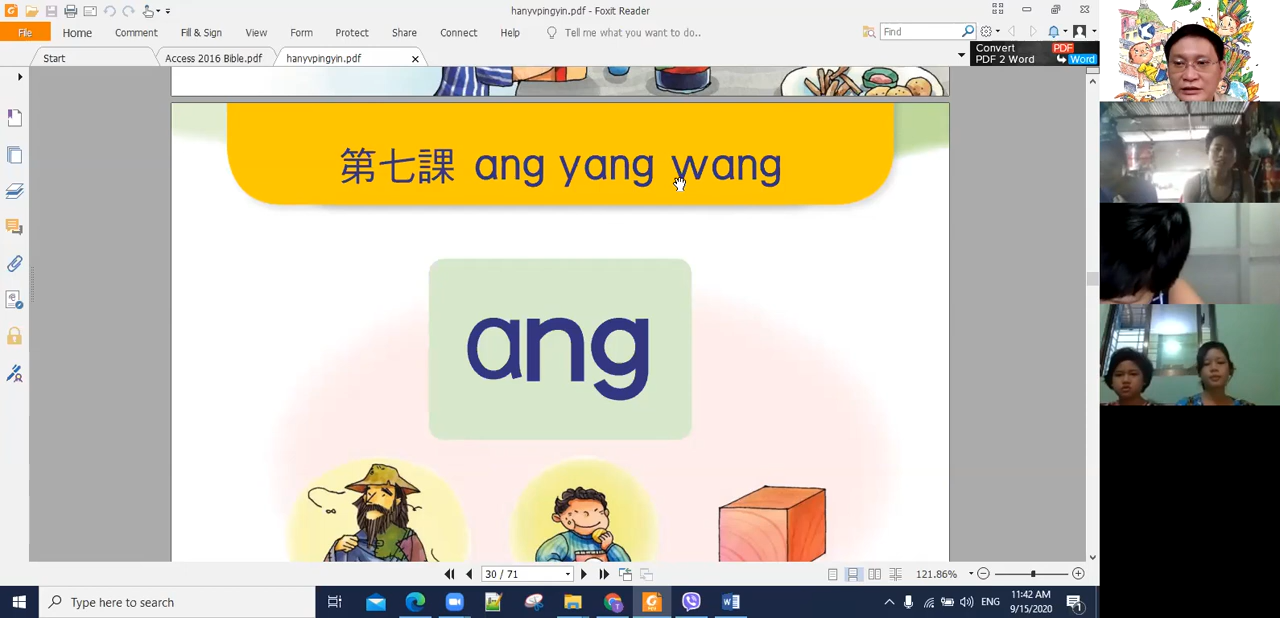 hanyvpingyin.pdf - Foxit Reader
File Home Comment Fill & Sign View Form Protect Share Connect Help Tell me what you want to do.. Find
Start Access 2016 Bible.pdf hanyvpingyin.pdf
Convert PDF
PDF 2 Word Word
第七課 ang yang wang
ang
30 / 71 121.86%
Type here to search ENG 11:42 AM
9/15/2020